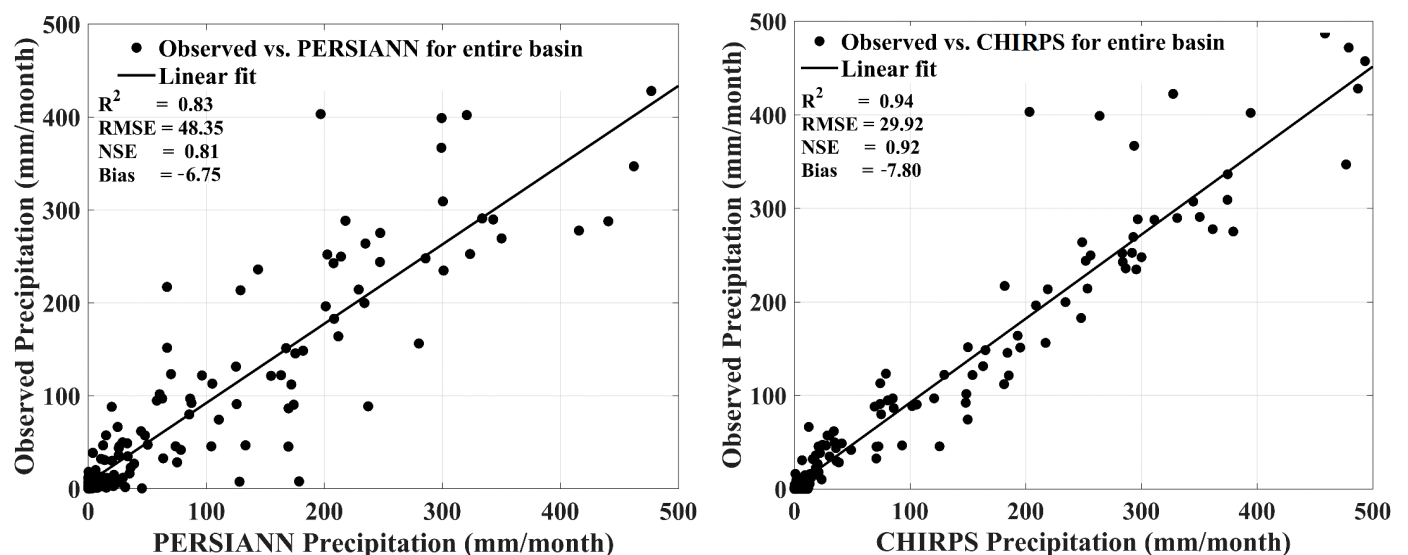 Observed Precipitation (mm/month)
500
400
300
200
100
0
Observed vs. PERSIANN for entire basin
Linear fit
R2 = 0.83
RMSE = 48.35
NSE = 0.81
Bias = -6.75
0 100 200 300 400 500
PERSIANN Precipitation (mm/month)
Observed Precipitation (mm/month)
500
400
300
200
100
0
Observed vs. CHIRPS for entire basin
Linear fit
R2 = 0.94
RMSE = 29.92
NSE = 0.92
Bias = -7.80
0 100 200 300 400 500
CHIRPS Precipitation (mm/month)